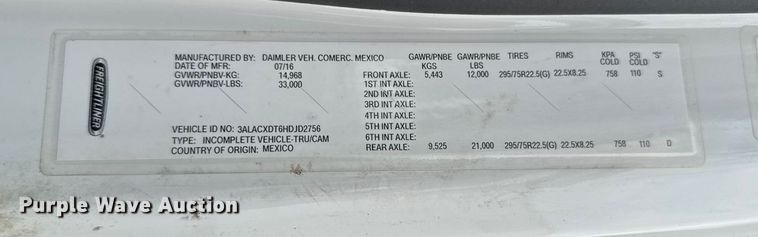 FREIGHTLINER
MANUFACTURED BY: DAIMLER VEH. COMERC. MEXICO
DATE OF MFR: 07/16
GVWR/PNBV-KG: 14,968
GVWR/PNBV-LBS: 33,000
VEHICLE ID NUMBER: 3ALACXDT6HDJD2756
TYPE: INCOMPLETE VEHICLE-TRU/CAM
COUNTRY OF ORIGIN: MEXICO
GAWR/PNBE KGS GAWR/PNBE LBS TIRES RIMS KPA COLD PSI COLD "S"
FRONT AXLE: 5,443 12,000 295/75R22.5(G) 22.5X8.25 758 110 S
1ST INT AXLE:
2ND INT AXLE:
3RD INT AXLE:
4TH INT AXLE:
5TH INT AXLE:
6TH INT AXLE:
REAR AXLE: 9,525 21,000 295/75R22.5(G) 22.5X8.25 758 110 D
Purple Wave Auction